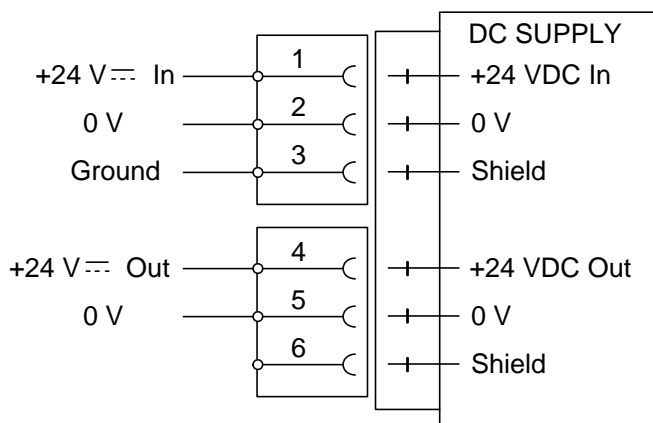 DC SUPPLY
+24 V⎓ In 1 +24 VDC In
0 V 2 0 V
Ground 3 Shield
+24 V⎓ Out 4 +24 VDC Out
0 V 5 0 V
6 Shield